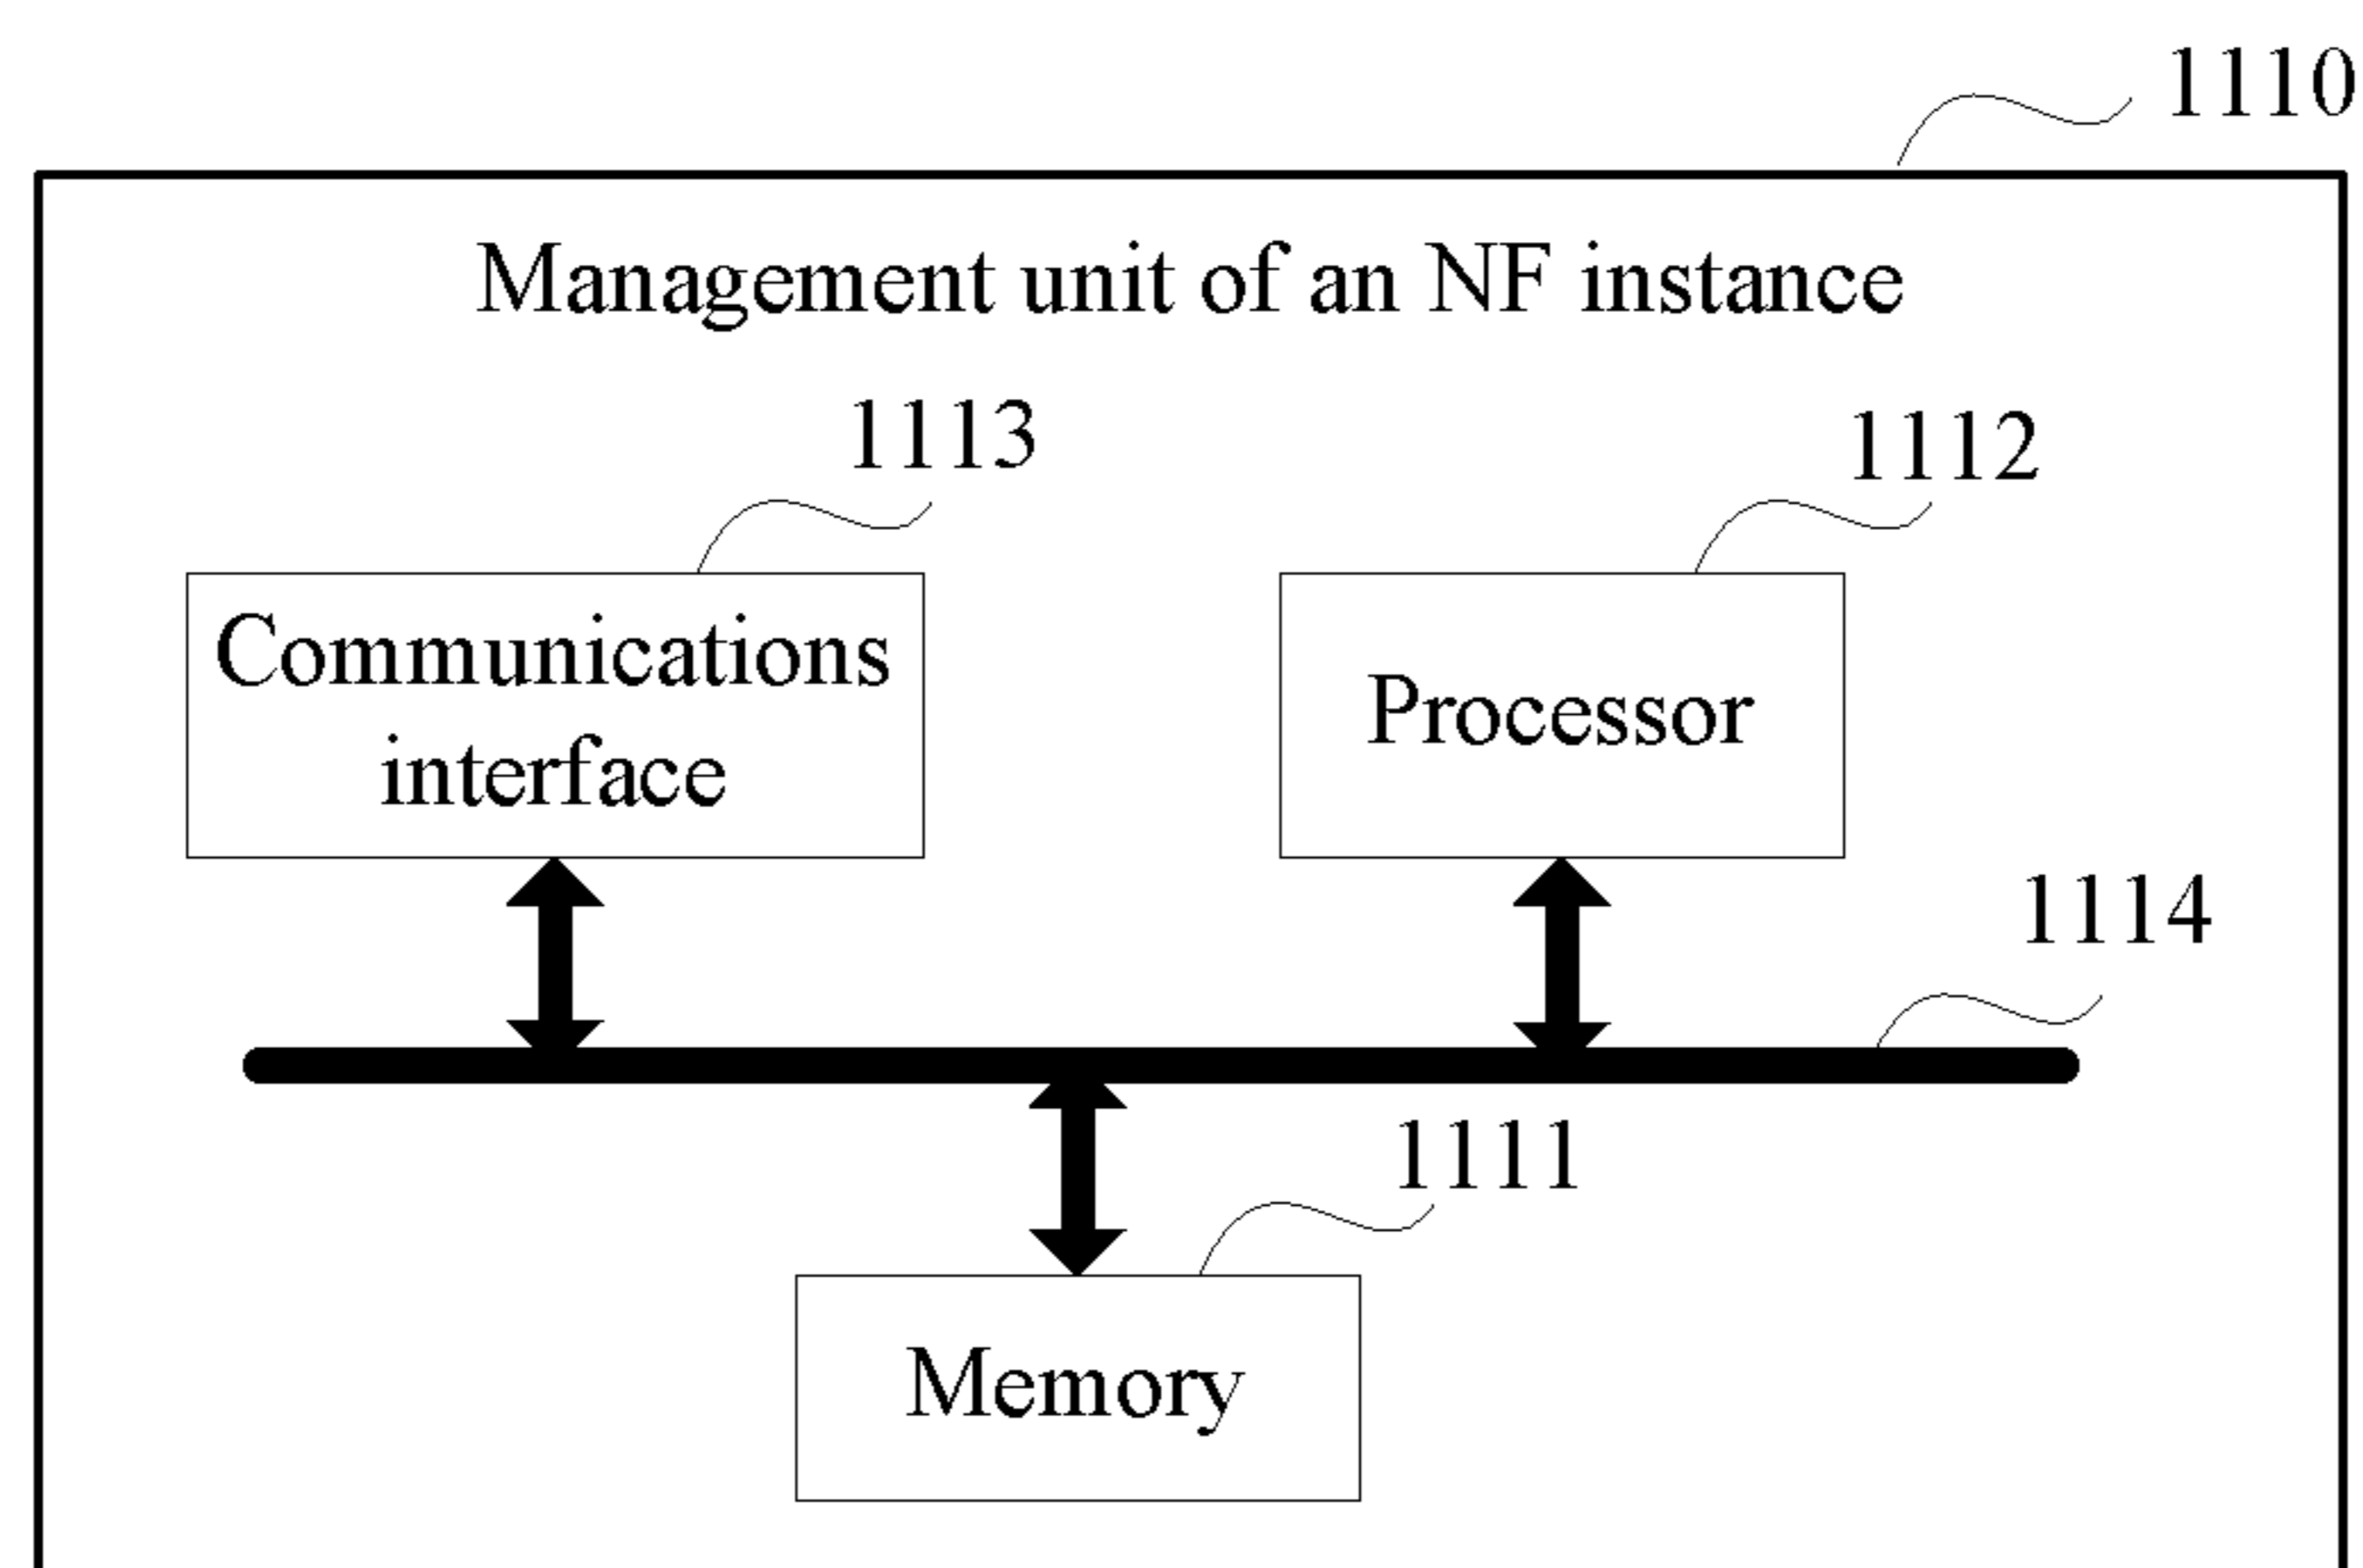 1110
Management unit of an NF instance
1113
1112
Communications
interface
Processor
1114
1111
Memory